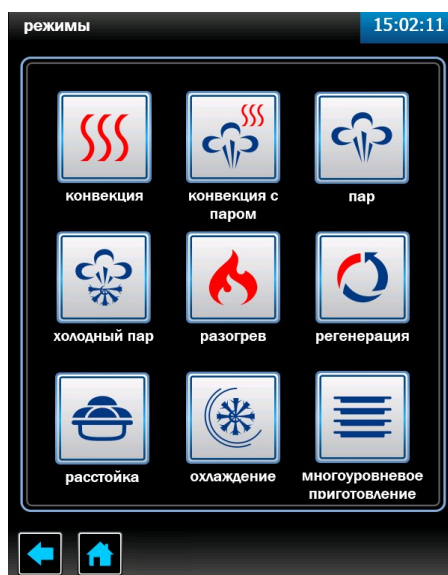 режимы 15:02:11
конвекция
конвекция с
паром
пар
холодный пар
разогрев
регенерация
расстойка
охлаждение
многоуровневое
приготовление